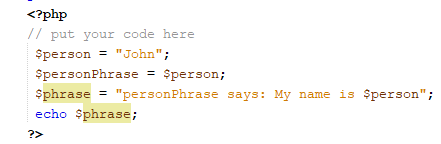 <?php
// put your code here
$person = "John";
$personPhrase = $person;
$phrase = "personPhrase says: My name is $person";
echo $phrase;
?>